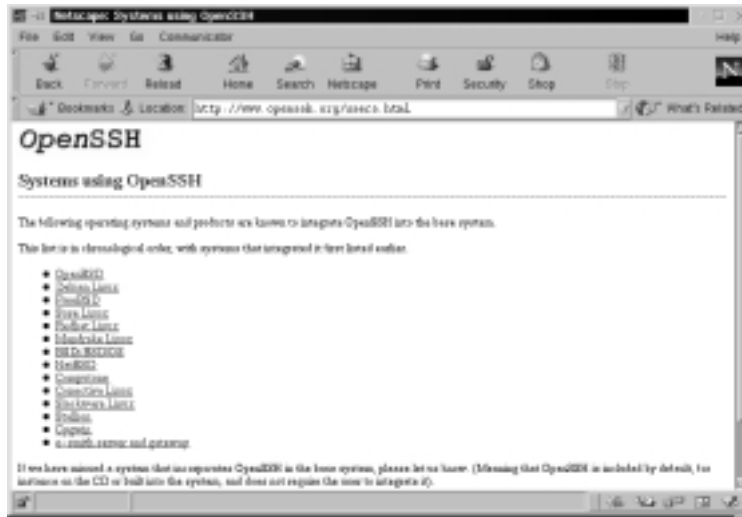 Netscape: Systems using OpenSSH
File Edit View Go Communicator Help
Back Forward Reload Home Search Netscape Print Security Shop Stop
Bookmarks Location: http://www.openssh.org/users.html What's Related
OpenSSH
Systems using OpenSSH
The following operating systems and products are known to integrate OpenSSH into the base system.
This list is in chronological order, with systems that integrated it first listed earlier.
OpenBSD
Debian Linux
FreeBSD
Suse Linux
Redhat Linux
Mandrake Linux
BSDi BSD/OS
NetBSD
Computone
Conectiva Linux
Slackware Linux
Stallion
Cygwin
e-smith server and gateway
If we have missed a system that incorporates OpenSSH in the base system, please let us know. (Meaning that OpenSSH is included by default, for
instance on the CD or built into the system, and does not require the user to integrate it).